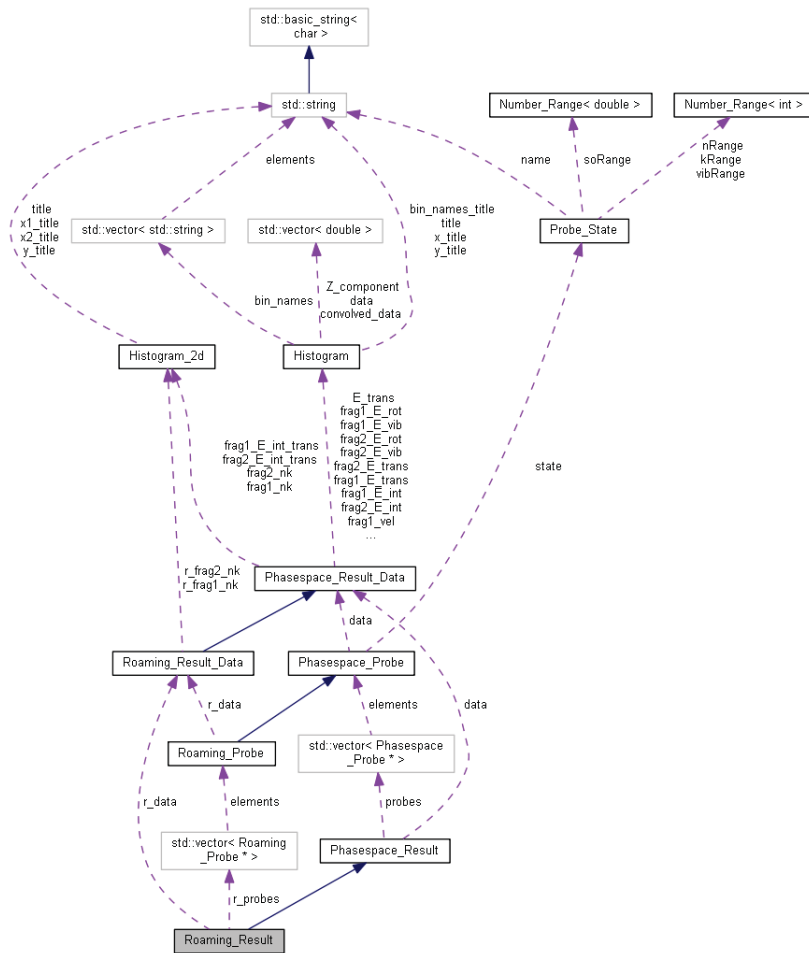 std::basic_string<
char >
std::string
Number_Range< double >
Number_Range< int >
elements
name
soRange
nRange
kRange
vibRange
title
x1_title
x2_title
y_title
std::vector< std::string >
std::vector< double >
bin_names_title
title
x_title
y_title
Probe_State
bin_names
Z_component
data
convolved_data
Histogram_2d
Histogram
E_trans
frag1_E_rot
frag1_E_vib
frag2_E_rot
frag2_E_vib
frag2_E_trans
frag1_E_trans
frag1_E_int
frag2_E_int
frag1_vel
...
frag1_E_int_trans
frag2_E_int_trans
frag2_nk
frag1_nk
state
r_frag2_nk
r_frag1_nk
Phasespace_Result_Data
data
Roaming_Result_Data
Phasespace_Probe
r_data
elements
data
Roaming_Probe
std::vector< Phasespace
_Probe * >
r_data
elements
probes
std::vector< Roaming
_Probe * >
Phasespace_Result
r_probes
Roaming_Result